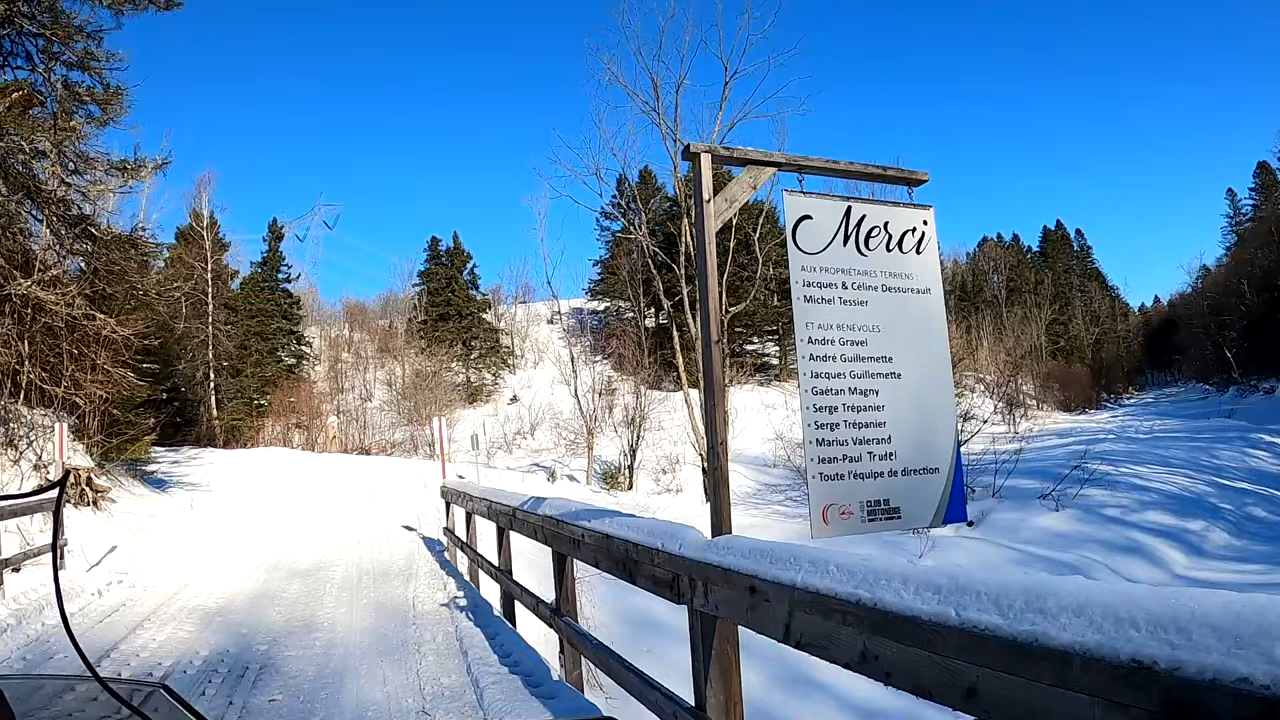 Merci
AUX PROPRIÉTAIRES TERRIENS :
• Jacques & Céline Dessureault
• Michel Tessier
ET AUX BÉNÉVOLES :
• André Gravel
• André Guillemette
• Jacques Guillemette
• Gaétan Magny
• Serge Trépanier
• Serge Trépanier
• Marius Valerand
• Jean-Paul Trudel
• Toute l'équipe de direction
CLUB DE
MOTONEIGE